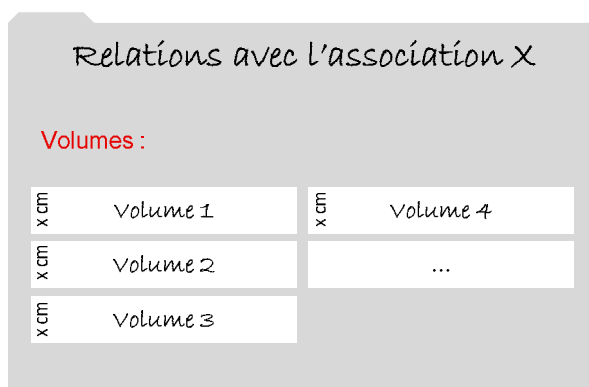 Relations avec l'association X
Volumes :
x cm Volume 1
x cm Volume 2
x cm Volume 3
x cm Volume 4
...